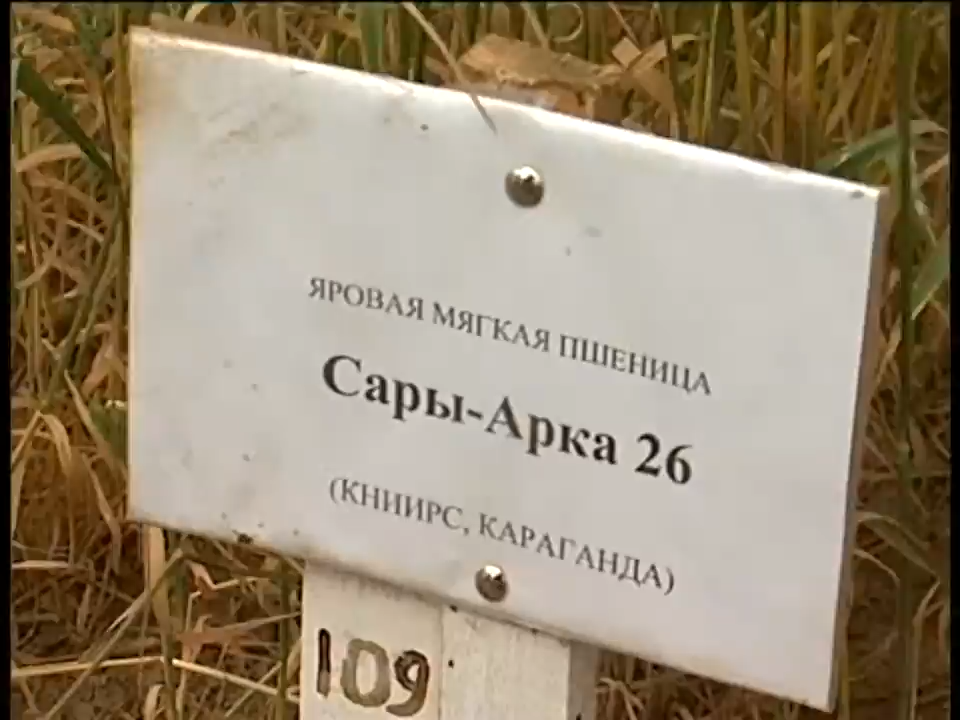 ЯРОВАЯ МЯГКАЯ ПШЕНИЦА
Сары-Арка 26
(КНИИРС, КАРАГАНДА)
109